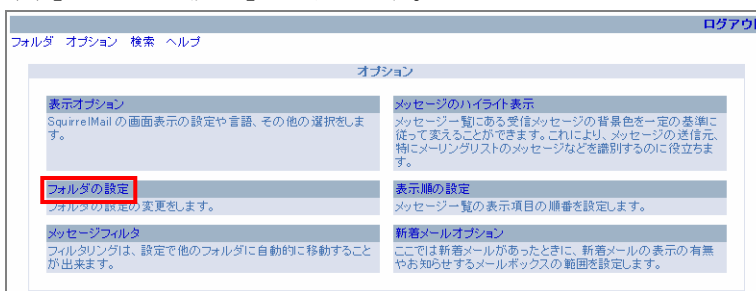 ログアウト
フォルダ オプション 検索 ヘルプ
オプション
表示オプション
SquirrelMail の画面表示の設定や言語、その他の選択をしま
す。
メッセージのハイライト表示
メッセージ一覧にある受信メッセージの背景色を一定の基準に
従って変えることができます。これにより、メッセージの送信元、
特にメーリングリストのメッセージなどを識別するのに役立ちま
す。
フォルダの設定
フォルダの設定の変更をします。
表示順の設定
メッセージ一覧の表示項目の順番を設定します。
メッセージフィルタ
フィルタリングは、設定で他のフォルダに自動的に移動すること
が出来ます。
新着メールオプション
ここでは新着メールがあったときに、新着メールの表示の有無
やお知らせするメールボックスの範囲を設定します。